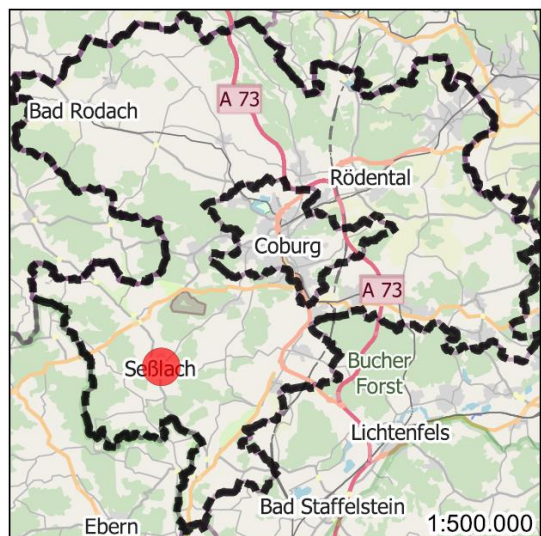 A 73
Bad Rodach
Rödental
Coburg
A 73
Seßlach
Bucher
Forst
Lichtenfels
Bad Staffelstein
Ebern
1:500.000